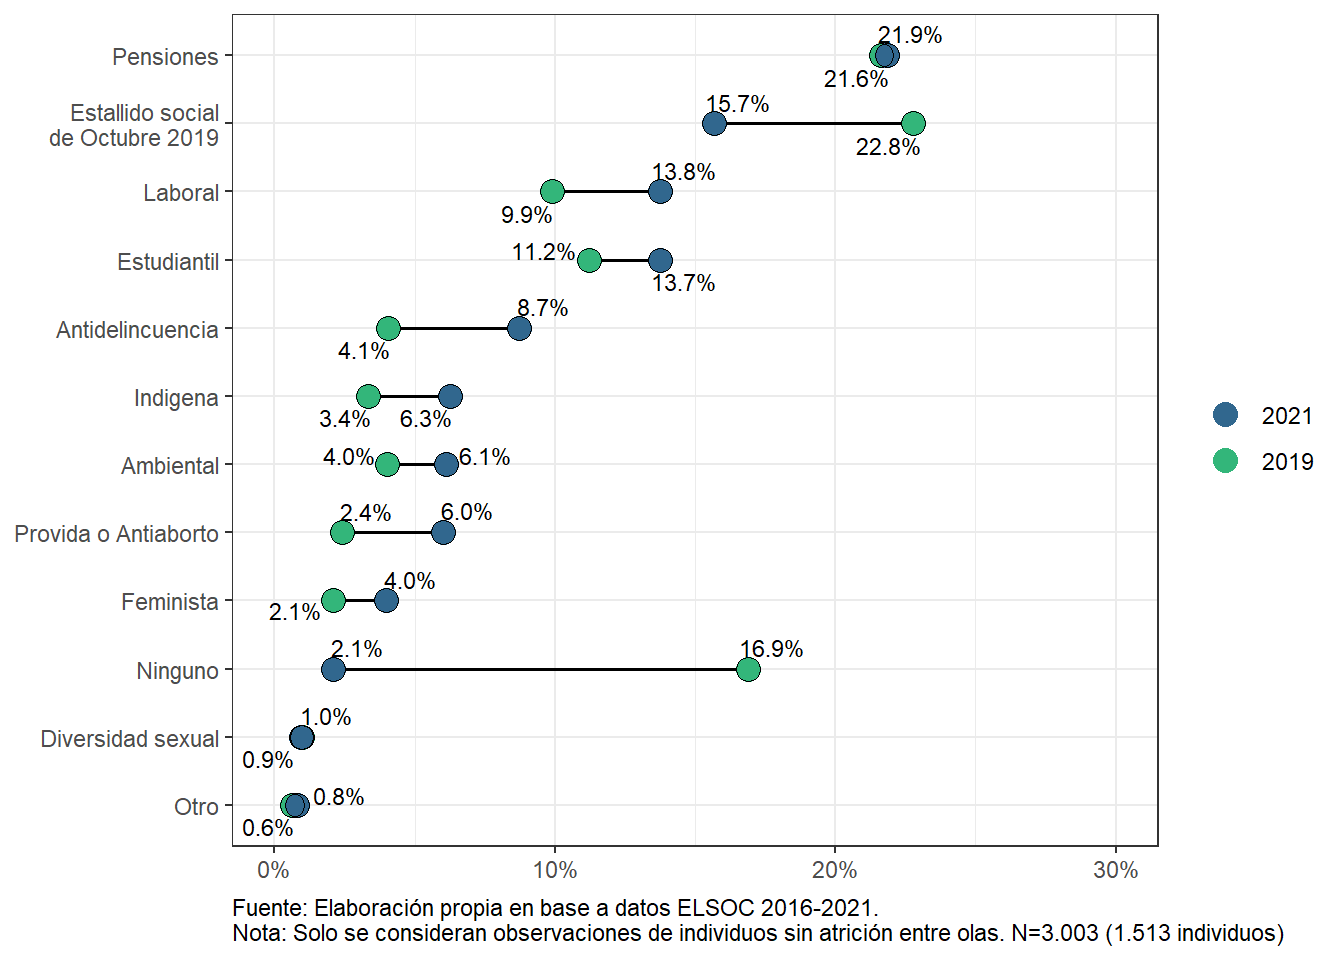 21.9%
Pensiones
21.6%
15.7%
Estallido social
de Octubre 2019
22.8%
13.8%
Laboral
9.9%
11.2%
Estudiantil
13.7%
8.7%
Antidelincuencia
4.1%
Indigena
3.4% 6.3%
4.0% 6.1%
Ambiental
2.4% 6.0%
Provida o Antiaborto
4.0%
Feminista
2.1%
2.1% 16.9%
Ninguno
1.0%
Diversidad sexual
0.9%
0.8%
Otro
0.6%
0% 10% 20% 30%
2021
2019
Fuente: Elaboración propia en base a datos ELSOC 2016-2021.
Nota: Solo se consideran observaciones de individuos sin atrición entre olas. N=3.003 (1.513 individuos)